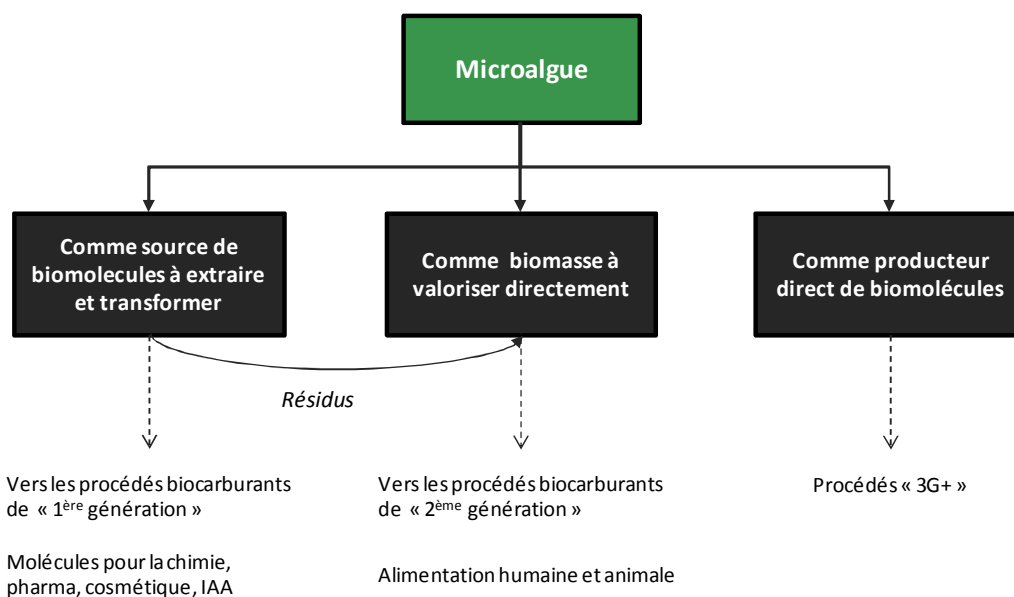 Microalgue
Comme source de
biomolecules à extraire
et transformer
Comme biomasse à
valoriser directement
Comme producteur
direct de biomolécules
Résidus
Vers les procédés biocarburants
de « 1ère génération »
Molécules pour la chimie,
pharma, cosmétique, IAA
Vers les procédés biocarburants
de « 2ème génération »
Alimentation humaine et animale
Procédés « 3G+ »